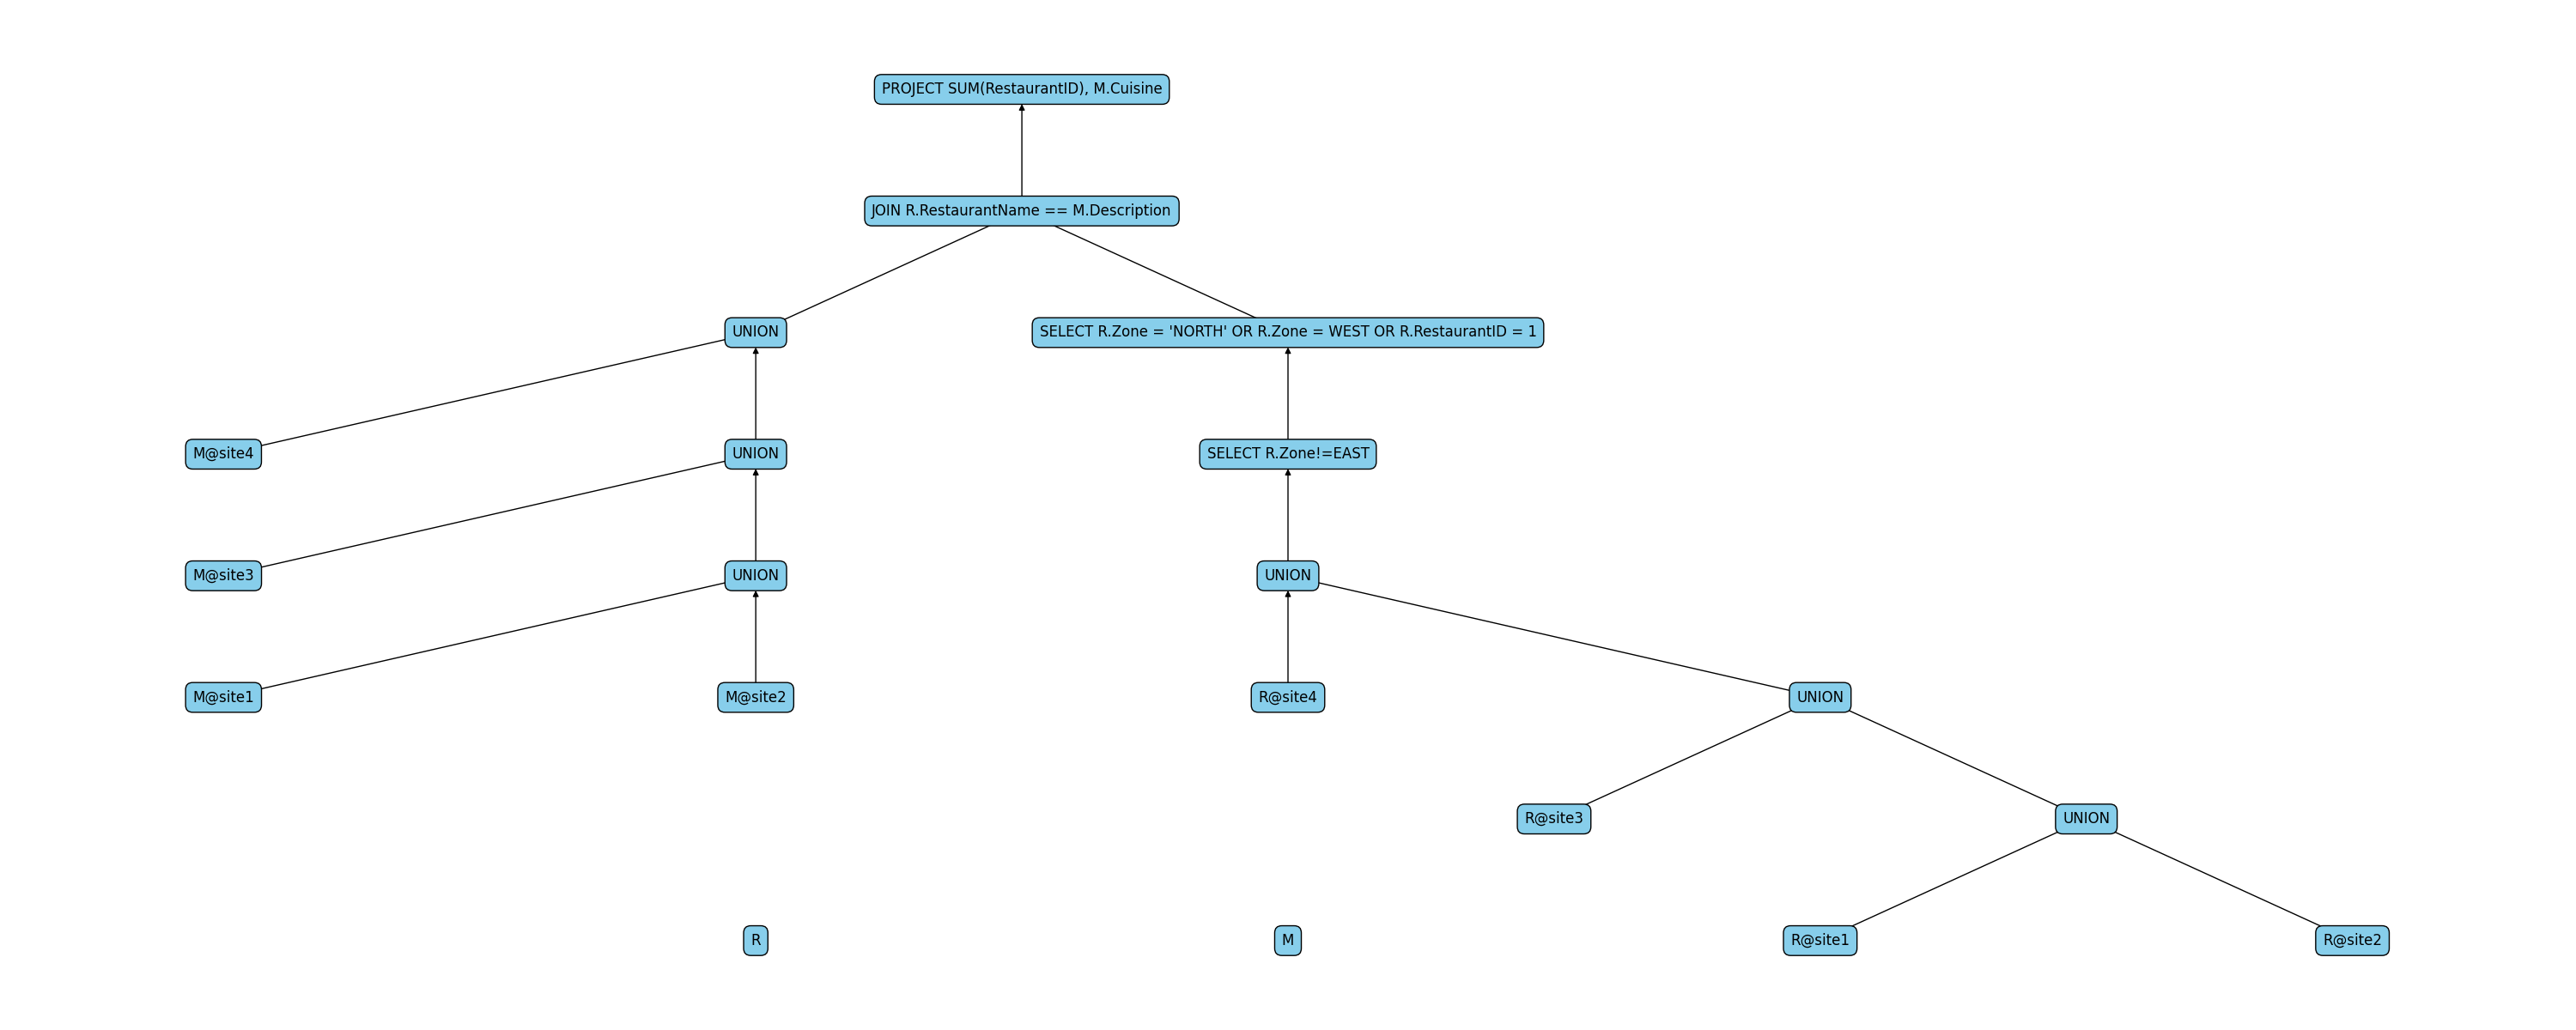 PROJECT SUM(RestaurantID), M.Cuisine
JOIN R.RestaurantName == M.Description
UNION
SELECT R.Zone = 'NORTH' OR R.Zone = WEST OR R.RestaurantID = 1
M@site4
UNION
SELECT R.Zone!=EAST
M@site3
UNION
UNION
M@site1
M@site2
R@site4
UNION
R@site3
UNION
R
M
R@site1
R@site2